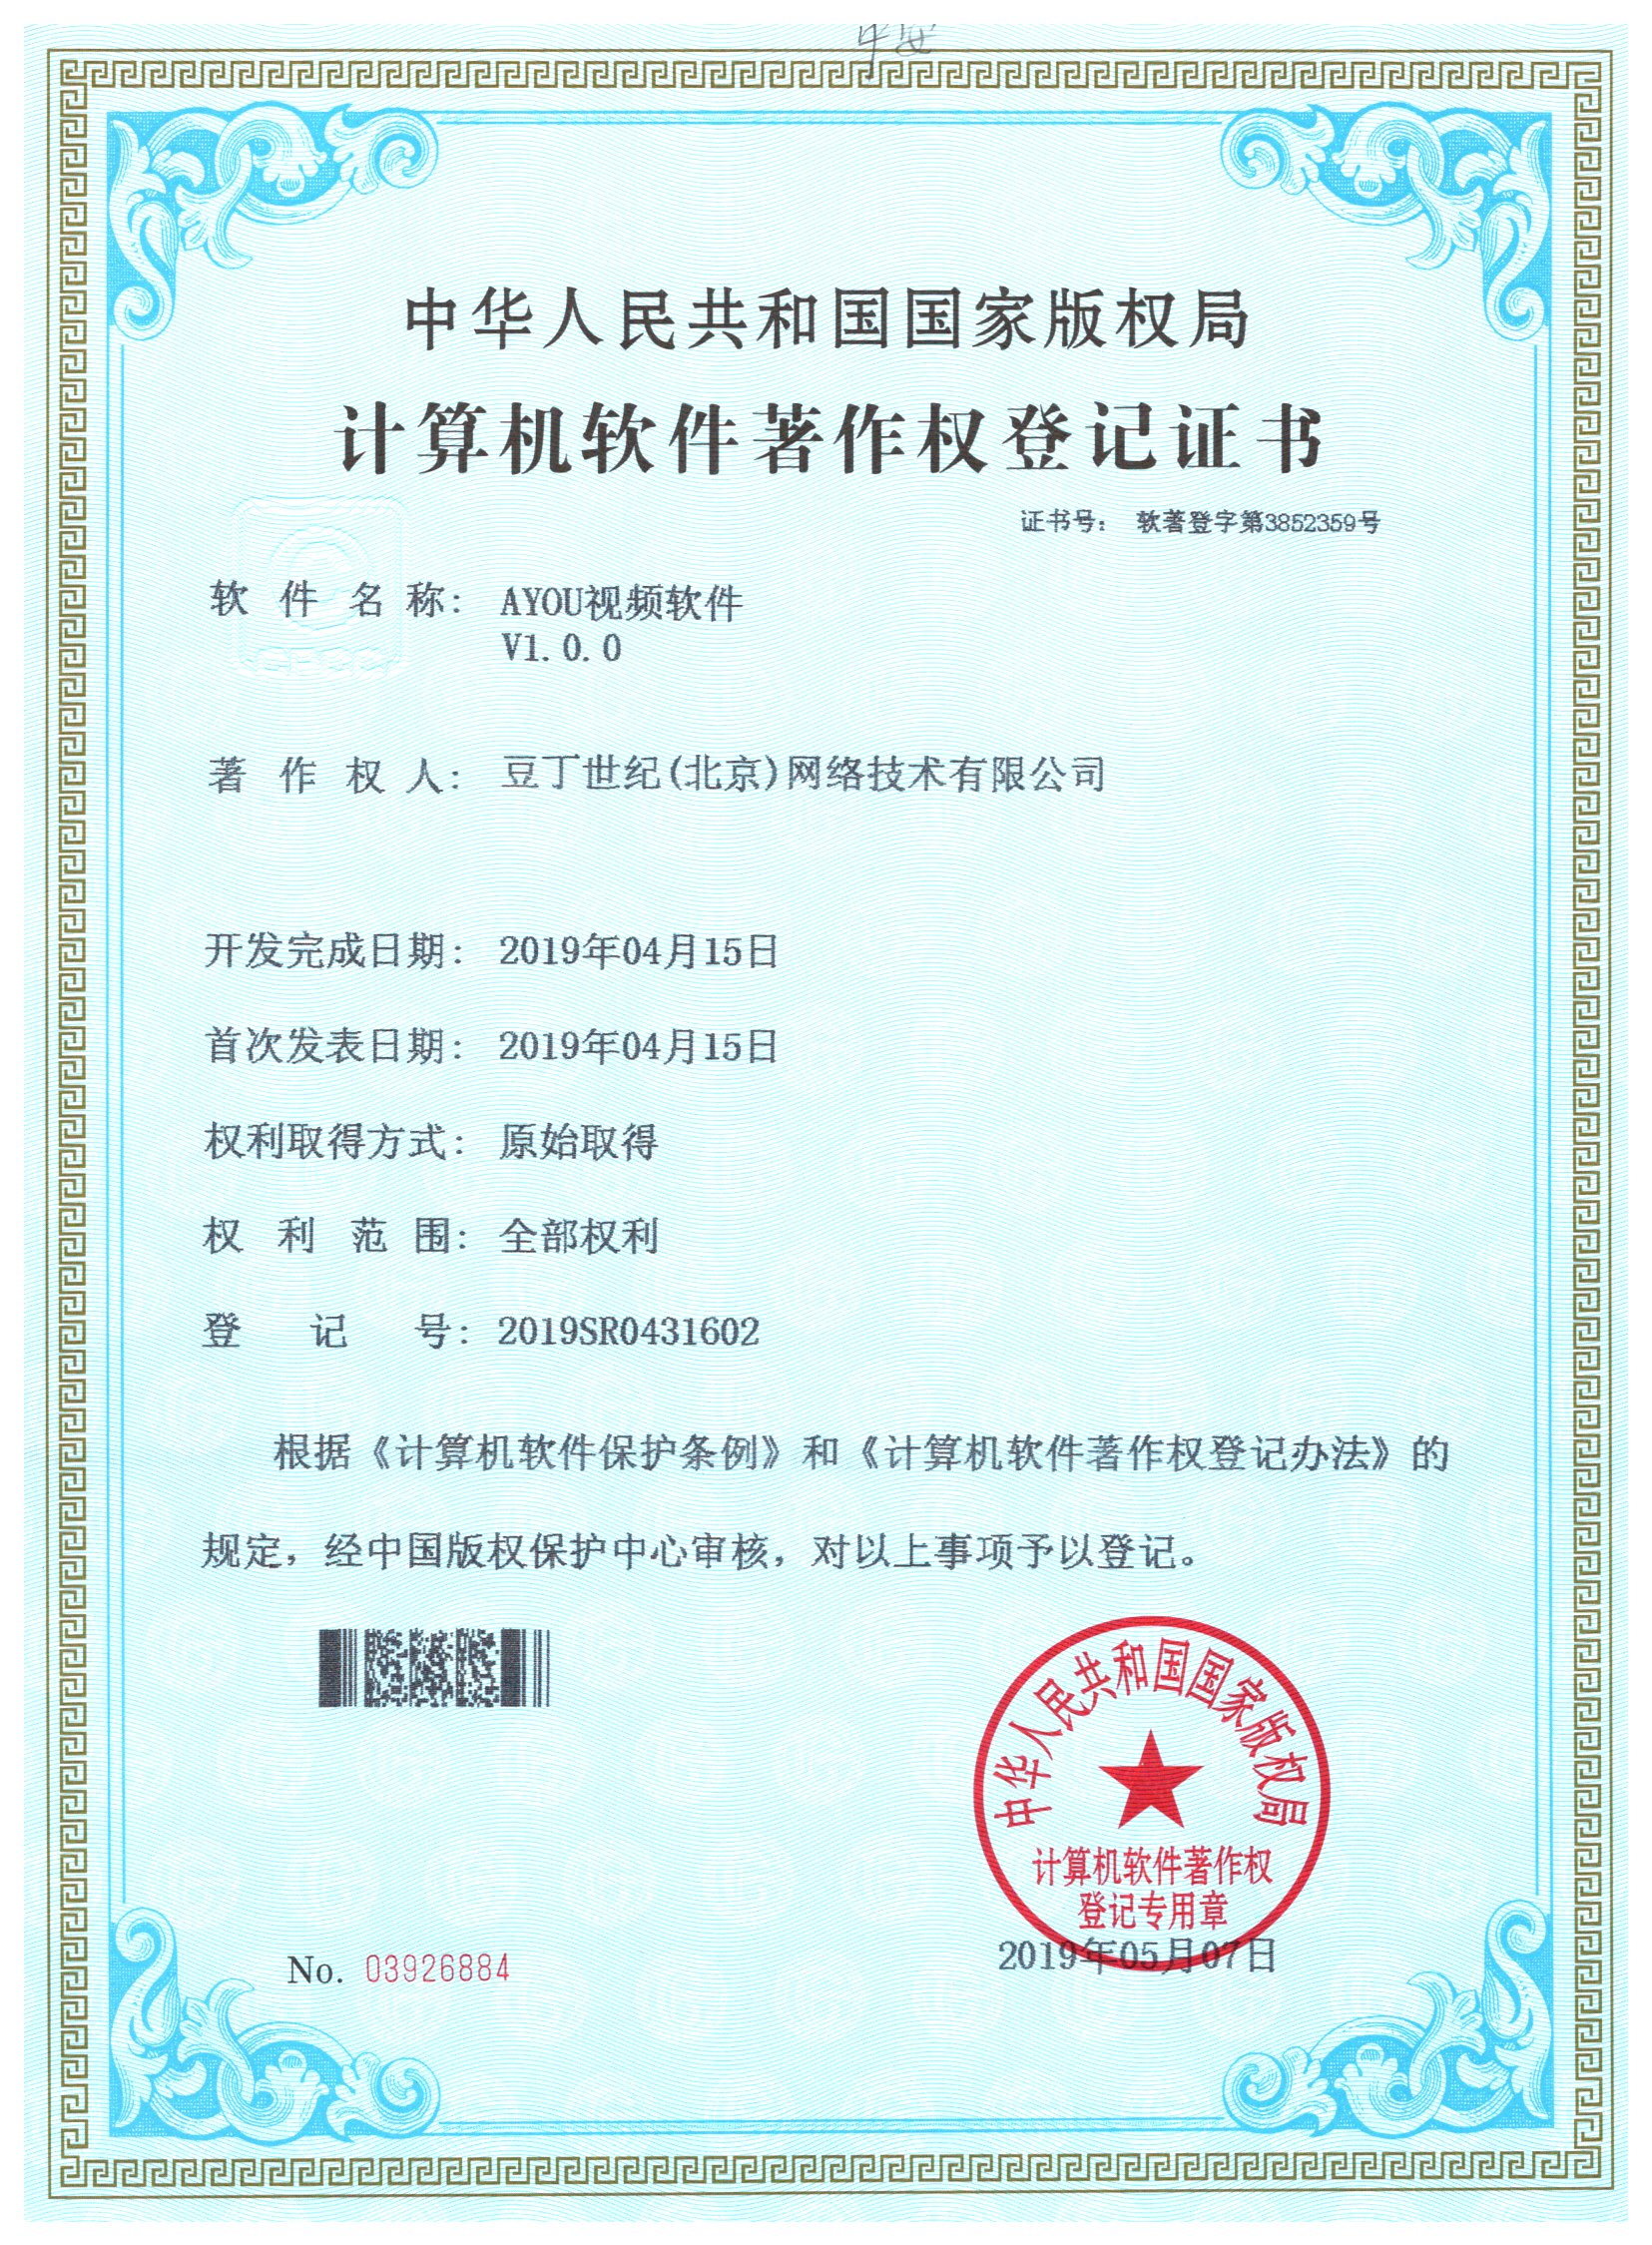 中华人民共和国国家版权局
计算机软件著作权登记证书
证书号： 软著登字第3852359号
软件名称： AYOU视频软件
V1.0.0
著作权人： 豆丁世纪(北京)网络技术有限公司
开发完成日期： 2019年04月15日
首次发表日期： 2019年04月15日
权利取得方式： 原始取得
权利范围： 全部权利
登记号： 2019SR0431602
根据《计算机软件保护条例》和《计算机软件著作权登记办法》的
规定，经中国版权保护中心审核，对以上事项予以登记。
中华人民共和国国家版权局
计算机软件著作权
登记专用章
2019年05月07日
No. 03926884